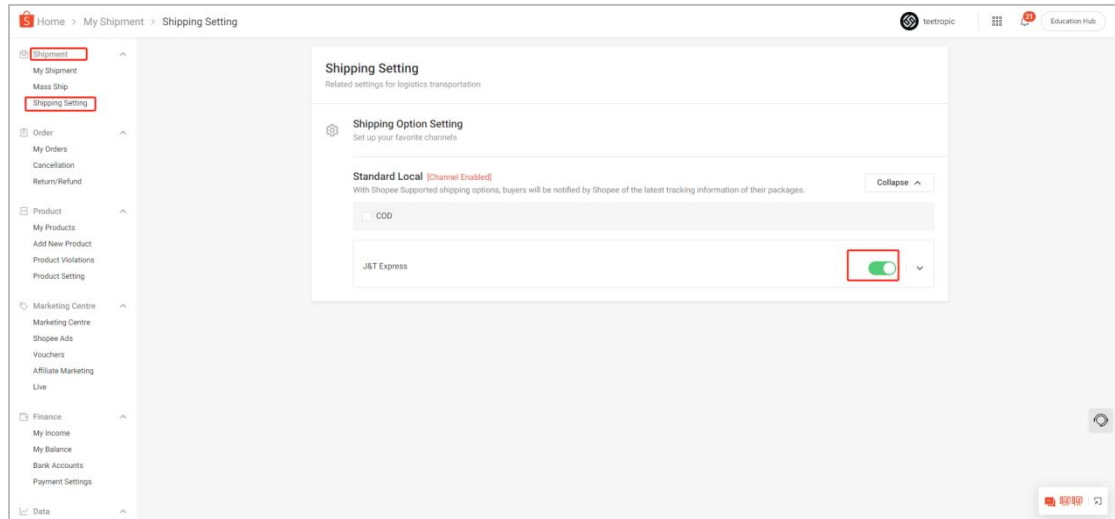 Home > My Shipment > Shipping Setting
teetropic
21
Education Hub
Shipment
My Shipment
Mass Ship
Shipping Setting
Order
My Orders
Cancellation
Return/Refund
Product
My Products
Add New Product
Product Violations
Product Setting
Marketing Centre
Marketing Centre
Shopee Ads
Vouchers
Affiliate Marketing
Live
Finance
My Income
My Balance
Bank Accounts
Payment Settings
Data
Shipping Setting
Related settings for logistics transportation
Shipping Option Setting
Set up your favorite channels
Standard Local [Channel Enabled]
With Shopee Supported shipping options, buyers will be notified by Shopee of the latest tracking information of their packages.
Collapse
COD
J&T Express
聊聊